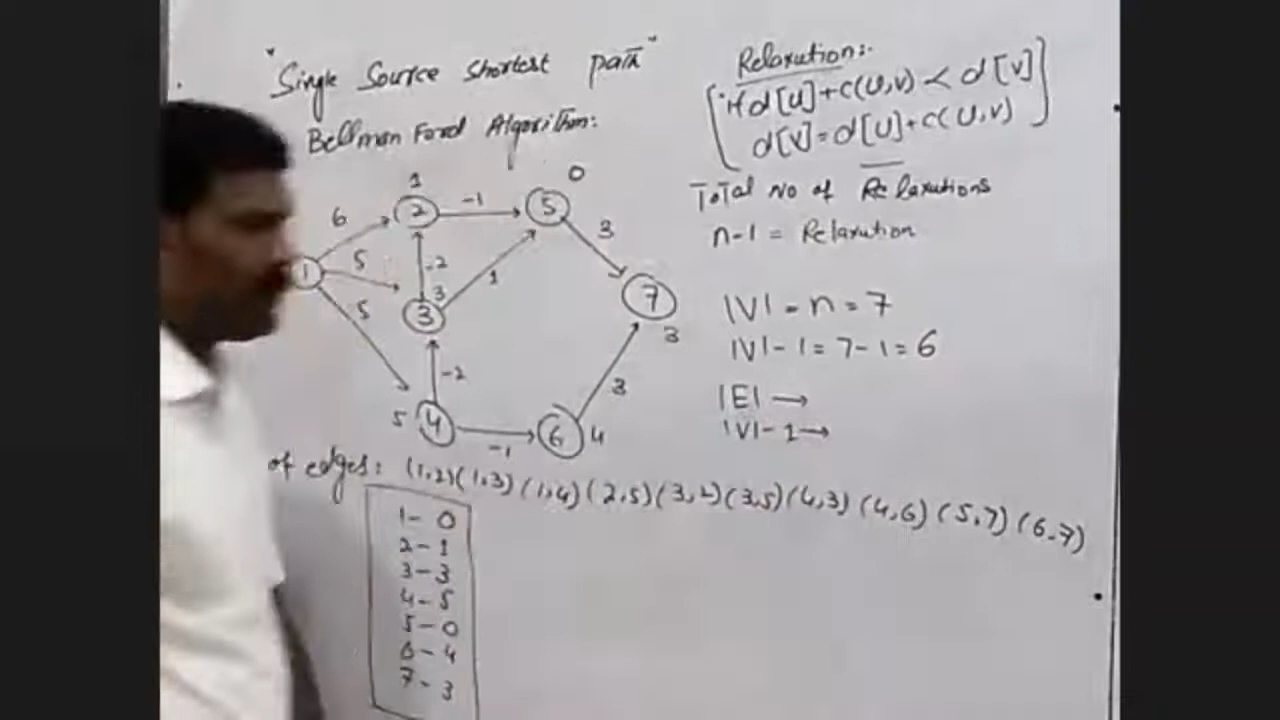 "Single Source Shortest path"
Bellman Ford Algorithm:
Relaxution:-
if d[u]+c(u,v) < d[v]
d[v]=d[u]+c(u,v)
Total No of Relaxutions
n-1 = Relaxution
|V| = n = 7
|V|-1 = 7-1 = 6
|E| →
|V|-1 →
1
0
6
2
-1
5
3
1
5
-2
3
3
1
7
3
5
-2
3
5
4
-1
6
4
of edges: (1,2)(1,3)(1,4)(2,5)(3,2)(3,5)(4,3)(4,6)(5,7)(6-7)
1- 0
2-1
3-3
4-5
5-0
6-4
7-3